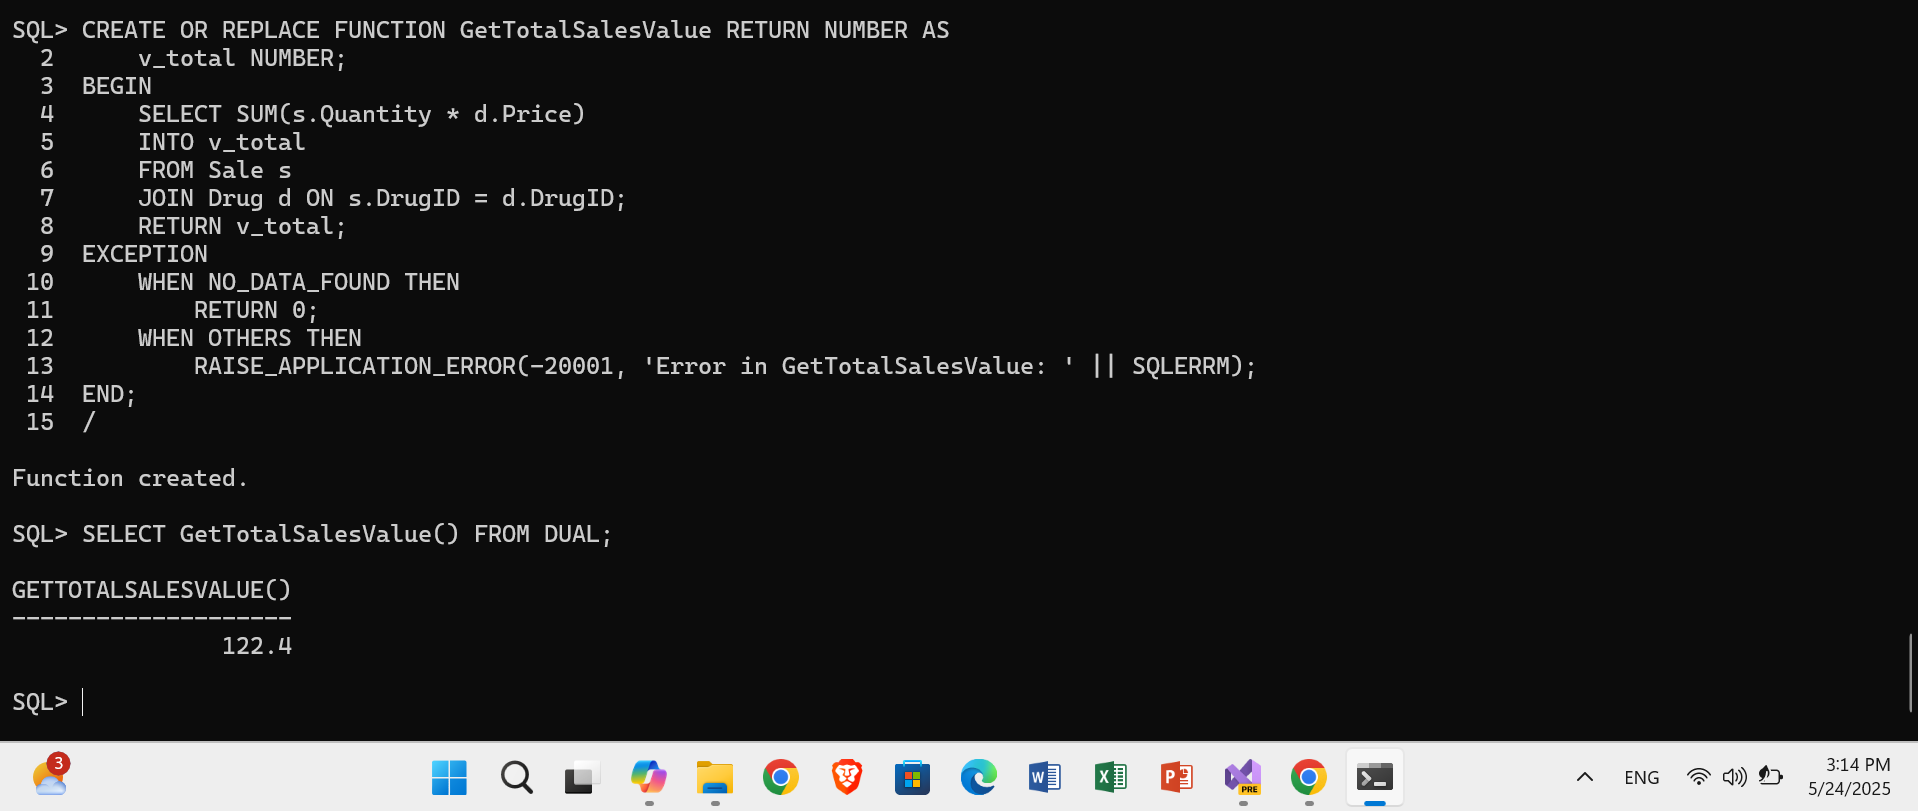 SQL> CREATE OR REPLACE FUNCTION GetTotalSalesValue RETURN NUMBER AS
  2      v_total NUMBER;
  3  BEGIN
  4      SELECT SUM(s.Quantity * d.Price)
  5      INTO v_total
  6      FROM Sale s
  7      JOIN Drug d ON s.DrugID = d.DrugID;
  8      RETURN v_total;
  9  EXCEPTION
 10      WHEN NO_DATA_FOUND THEN
 11          RETURN 0;
 12      WHEN OTHERS THEN
 13          RAISE_APPLICATION_ERROR(-20001, 'Error in GetTotalSalesValue: ' || SQLERRM);
 14  END;
 15  /
Function created.
SQL> SELECT GetTotalSalesValue() FROM DUAL;
GETTOTALSALESVALUE()
--------------------
               122.4
SQL>
3
W
X
P
PRE
ENG
3:14 PM
5/24/2025